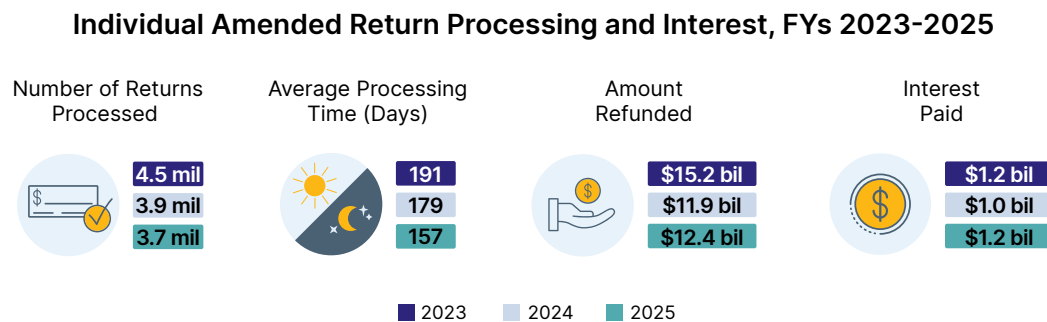 Individual Amended Return Processing and Interest, FYs 2023-2025
Number of Returns
Processed
$
4.5 mil
3.9 mil
3.7 mil
Average Processing
Time (Days)
191
179
157
Amount
Refunded
$
$15.2 bil
$11.9 bil
$12.4 bil
Interest
Paid
$
$1.2 bil
$1.0 bil
$1.2 bil
2023
2024
2025